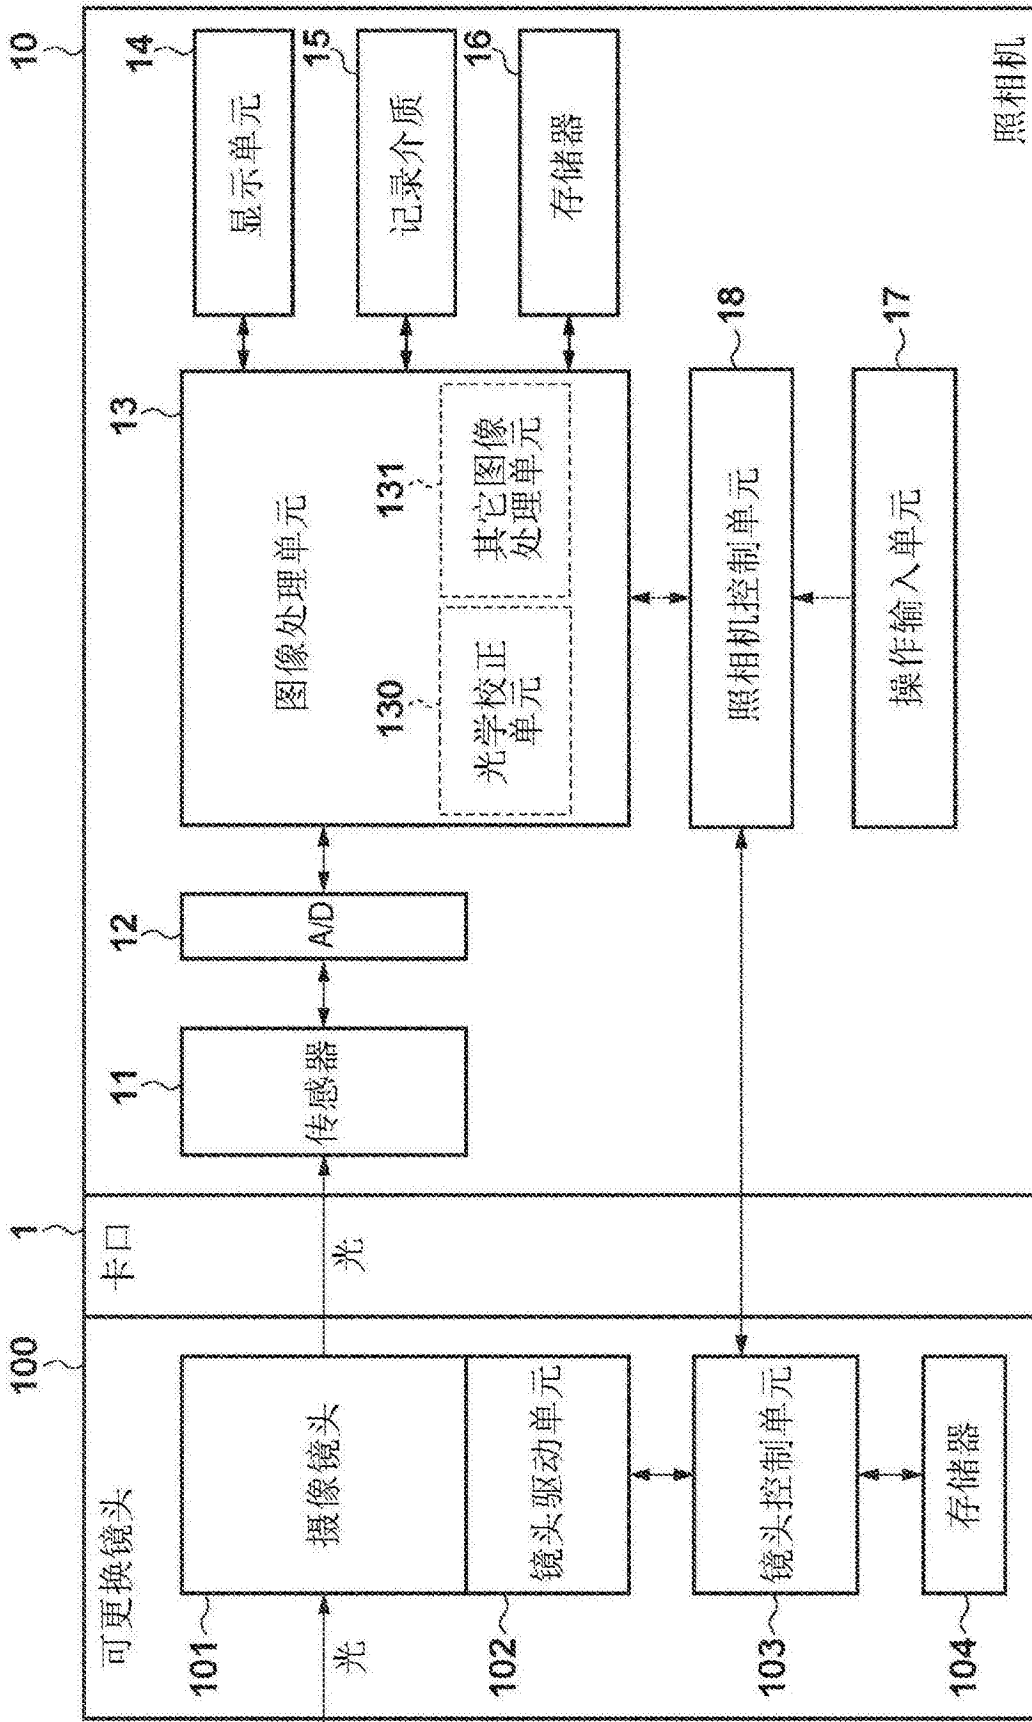 100
1
10
可更换镜头
卡口
101
摄像镜头
光
光
102
镜头驱动单元
103
镜头控制单元
104
存储器
11
传感器
12
A/D
13
图像处理单元
130
光学校正
单元
131
其它图像
处理单元
14
显示单元
15
记录介质
16
存储器
18
照相机控制单元
17
操作输入单元
照相机